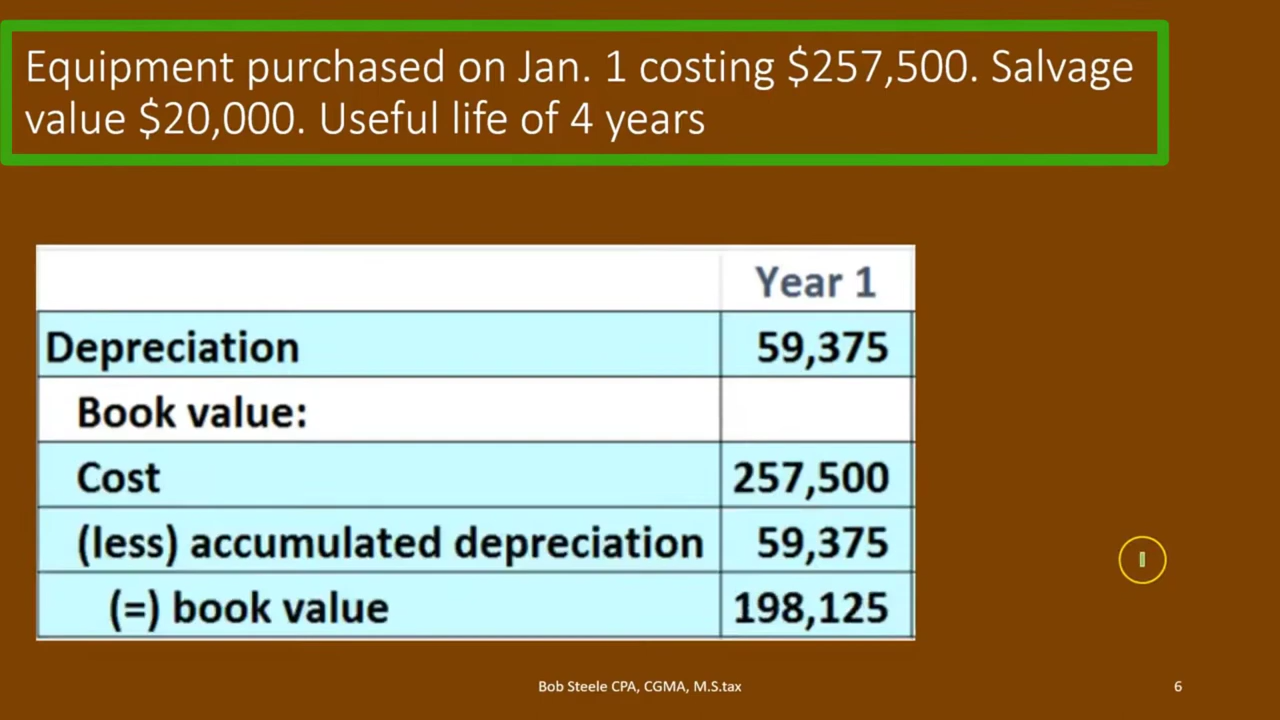 Equipment purchased on Jan. 1 costing $257,500. Salvage
value $20,000. Useful life of 4 years
Year 1
Depreciation 59,375
Book value:
Cost 257,500
(less) accumulated depreciation 59,375
(=) book value 198,125
Bob Steele CPA, CGMA, M.S.tax 6